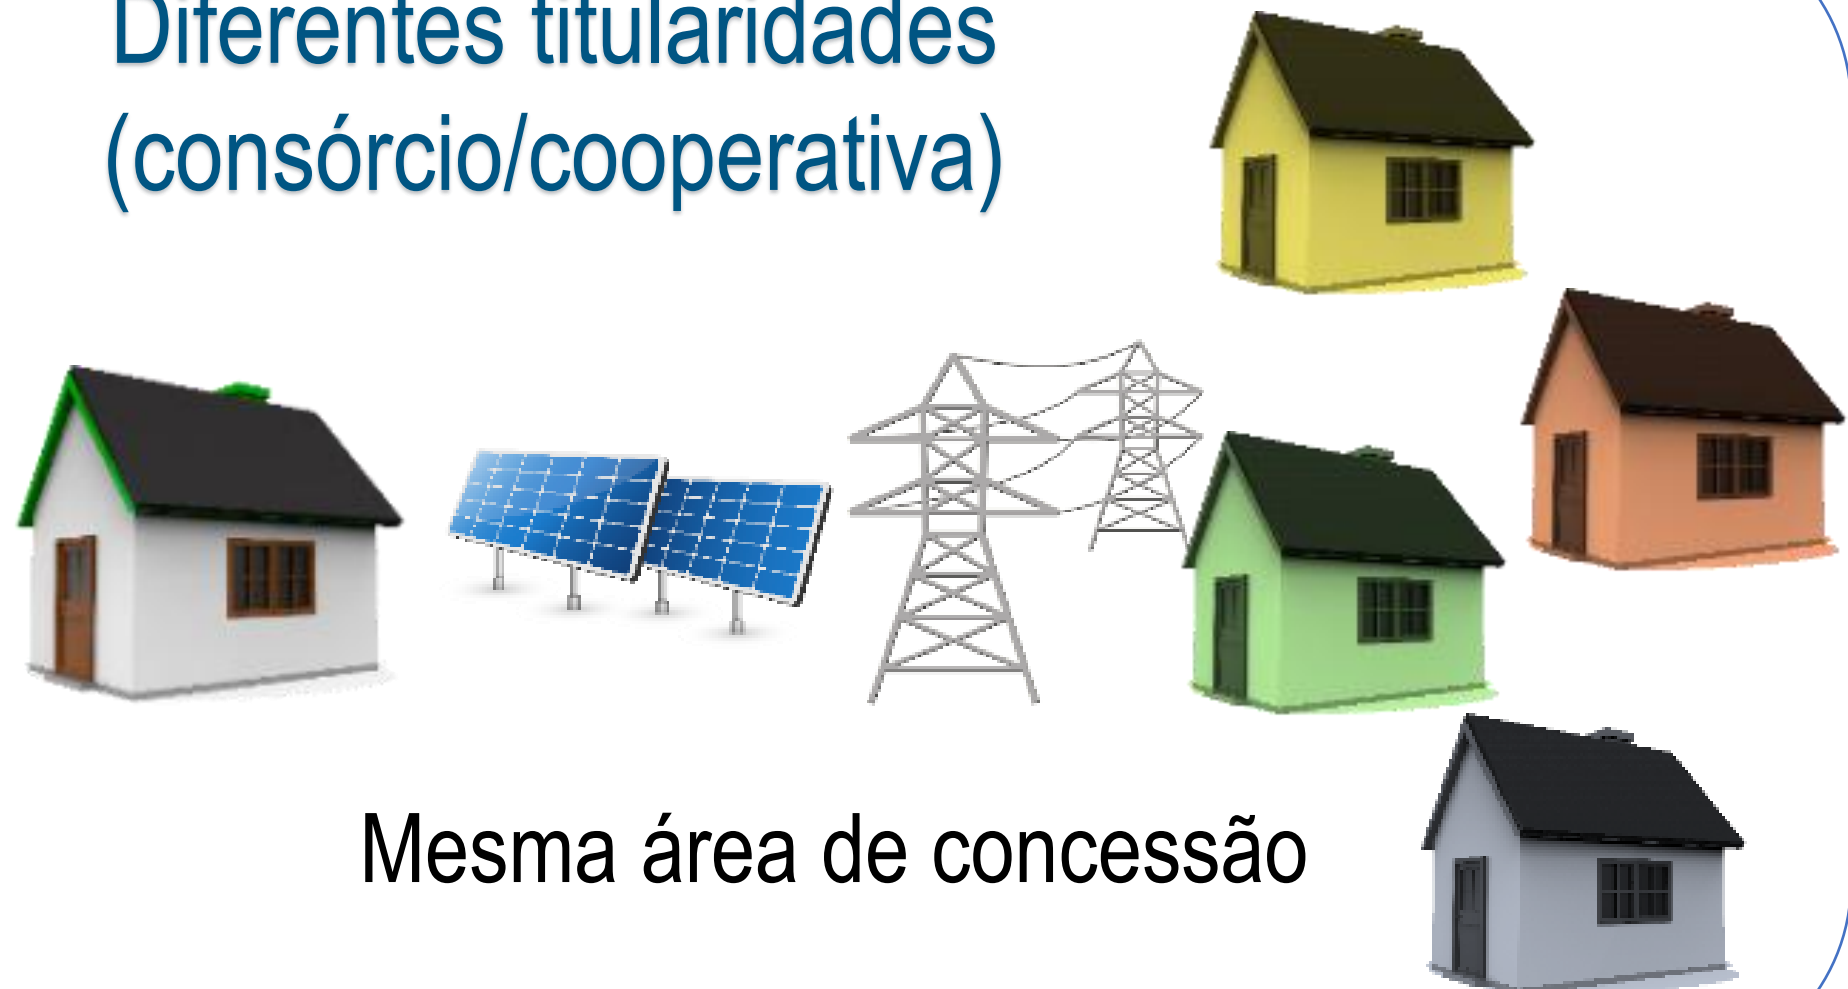 Diferentes titularidades
(consórcio/cooperativa)
Mesma área de concessão